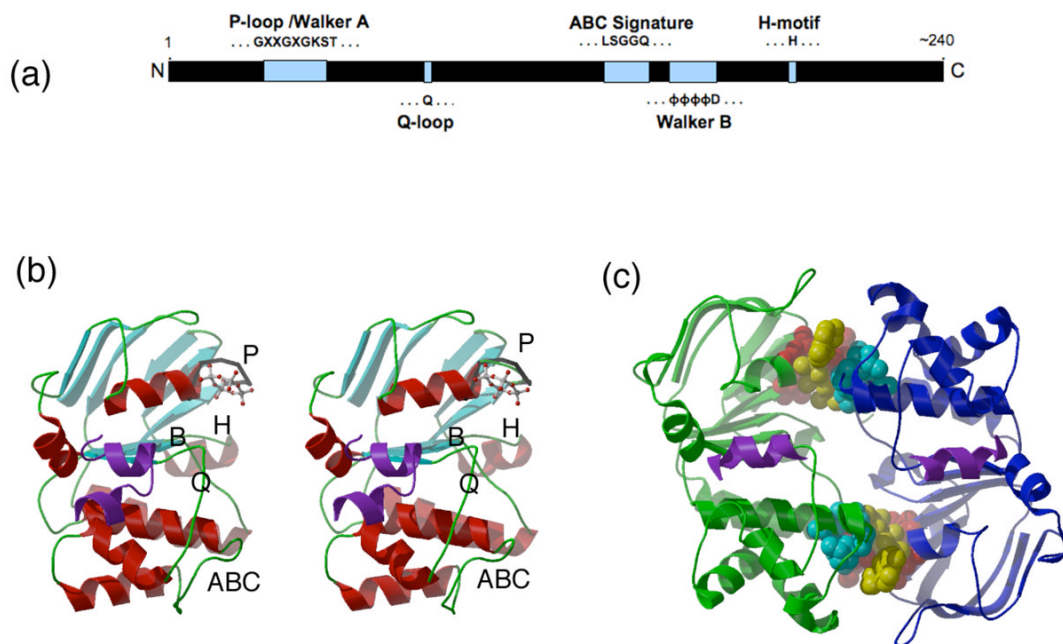 (a)
P-loop /Walker A
ABC Signature
H-motif
1
...GXXGXGKST...
...LSGGQ...
...H...
~240
N
C
...Q...
...ϕϕϕϕD...
Q-loop
Walker B
(b)
(c)
P
P
H
H
B
B
Q
Q
ABC
ABC